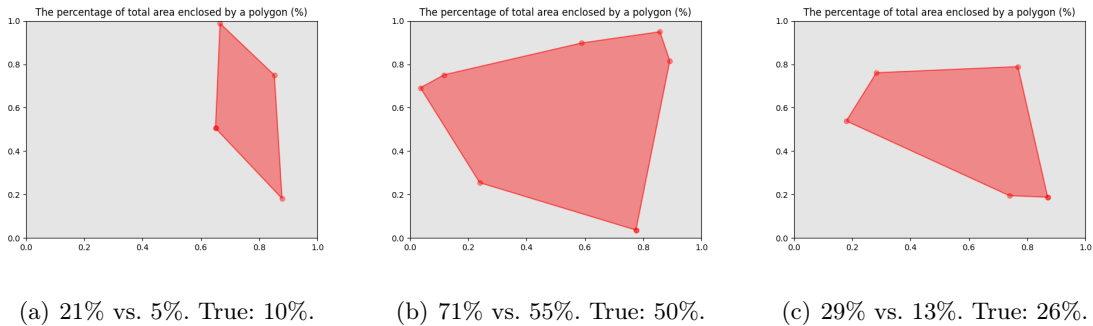 The percentage of total area enclosed by a polygon (%)
1.0
0.8
0.6
0.4
0.2
0.0
0.0 0.2 0.4 0.6 0.8 1.0
(a) 21% vs. 5%. True: 10%.
The percentage of total area enclosed by a polygon (%)
1.0
0.8
0.6
0.4
0.2
0.0
0.0 0.2 0.4 0.6 0.8 1.0
(b) 71% vs. 55%. True: 50%.
The percentage of total area enclosed by a polygon (%)
1.0
0.8
0.6
0.4
0.2
0.0
0.0 0.2 0.4 0.6 0.8 1.0
(c) 29% vs. 13%. True: 26%.